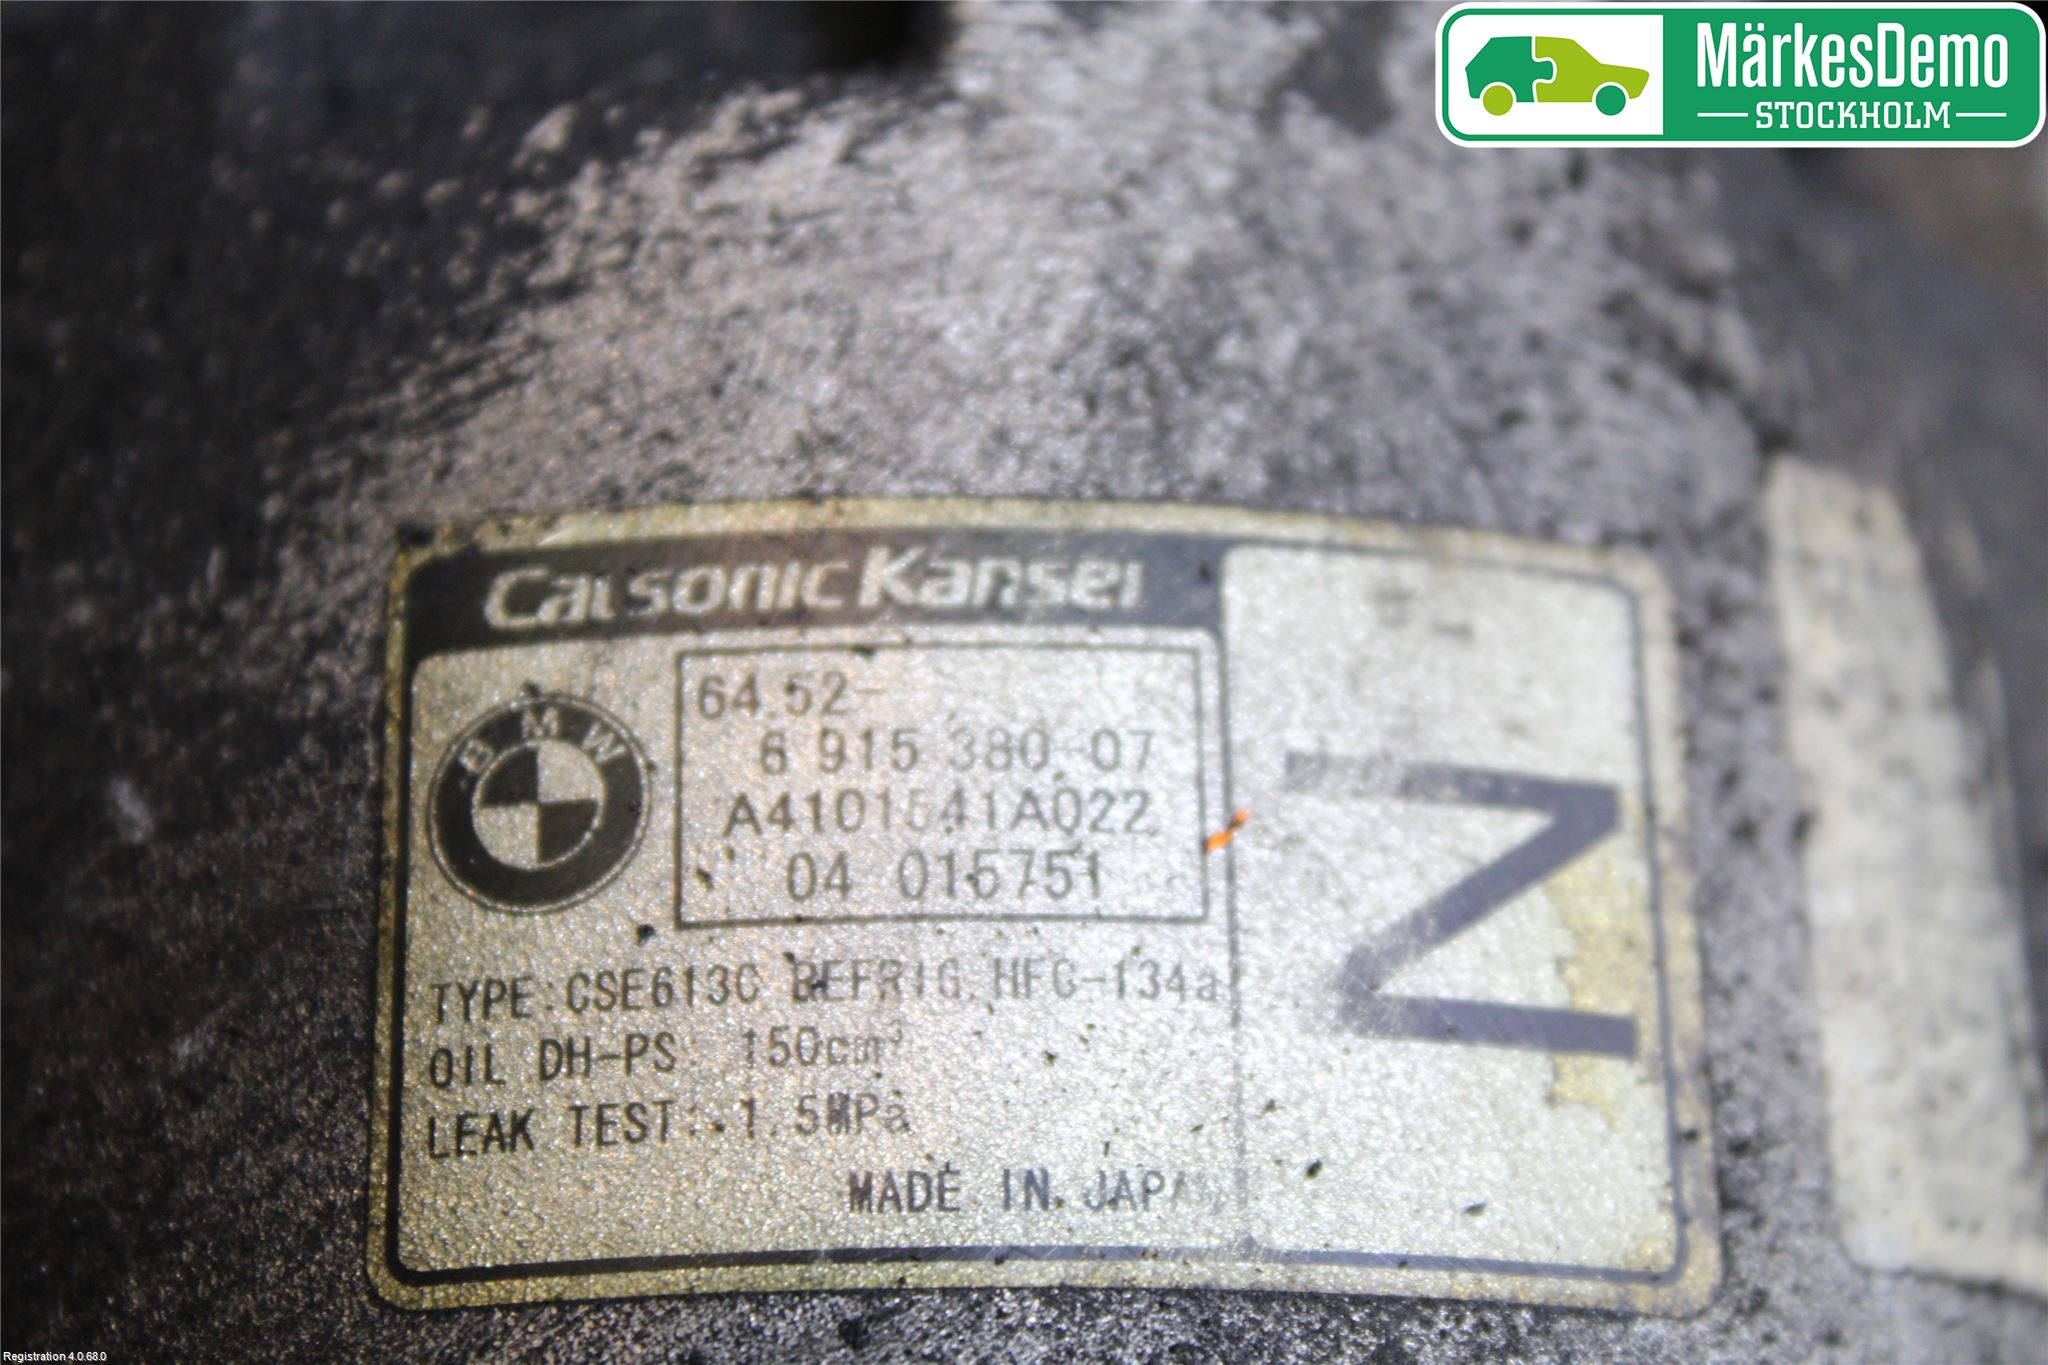 MärkesDemo
STOCKHOLM
Calsonic Kansei
BMW
64.52-
6 915 380-07
A4101541A022
04 015751
TYPE:CSE613C REFRIG.HFC-134a
OIL DH-PS: 150cm³
LEAK TEST: 1.5MPa
MADE IN JAPAN
N
Registration 4.0.68.0